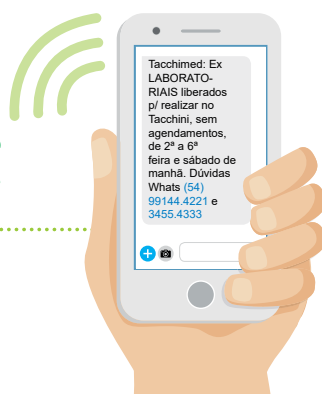 Tacchimed: Ex
LABORATO-
RIAIS liberados
p/ realizar no
Tacchini, sem
agendamentos,
de 2ª a 6ª
feira e sábado de
manhã. Dúvidas
Whats (54)
99144.4221 e
3455.4333